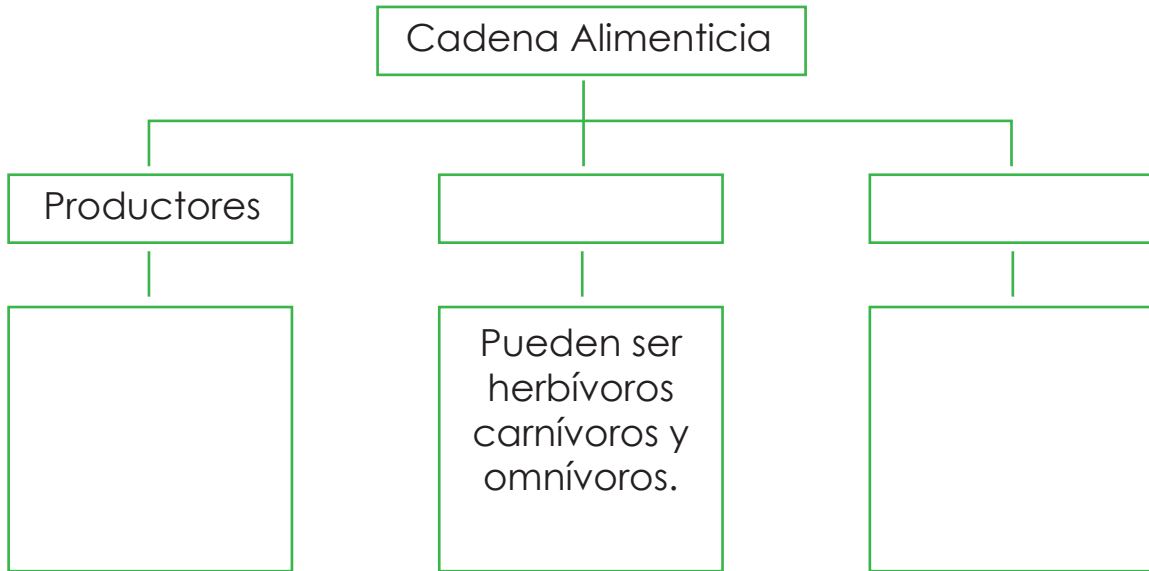 Cadena Alimenticia
Productores
Pueden ser
herbívoros
carnívoros y
omnívoros.